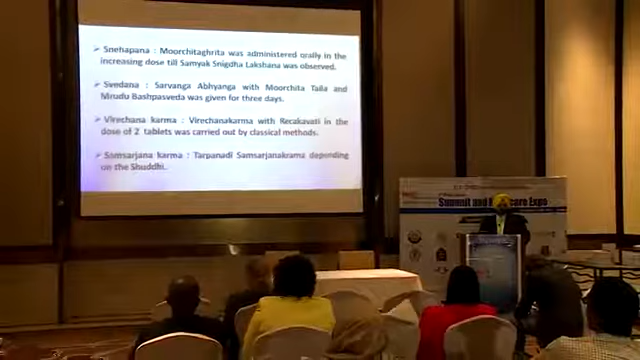 ➢ Snehapana : Moorchitaghrita was administered orally in the
increasing dose till Samyak Snigdha Lakshana was observed.
➢ Svedana : Sarvanga Abhyanga with Moorchita Taila and
Mrudu Bashpasveda was given for three days.
➢ Virechana karma : Virechanakarma with Recakavati in the
dose of 2 tablets was carried out by classical methods.
➢ Samsarjana karma : Tarpanadi Samsarjanakrama depending
on the Shuddhi.
Summit and
care Expo